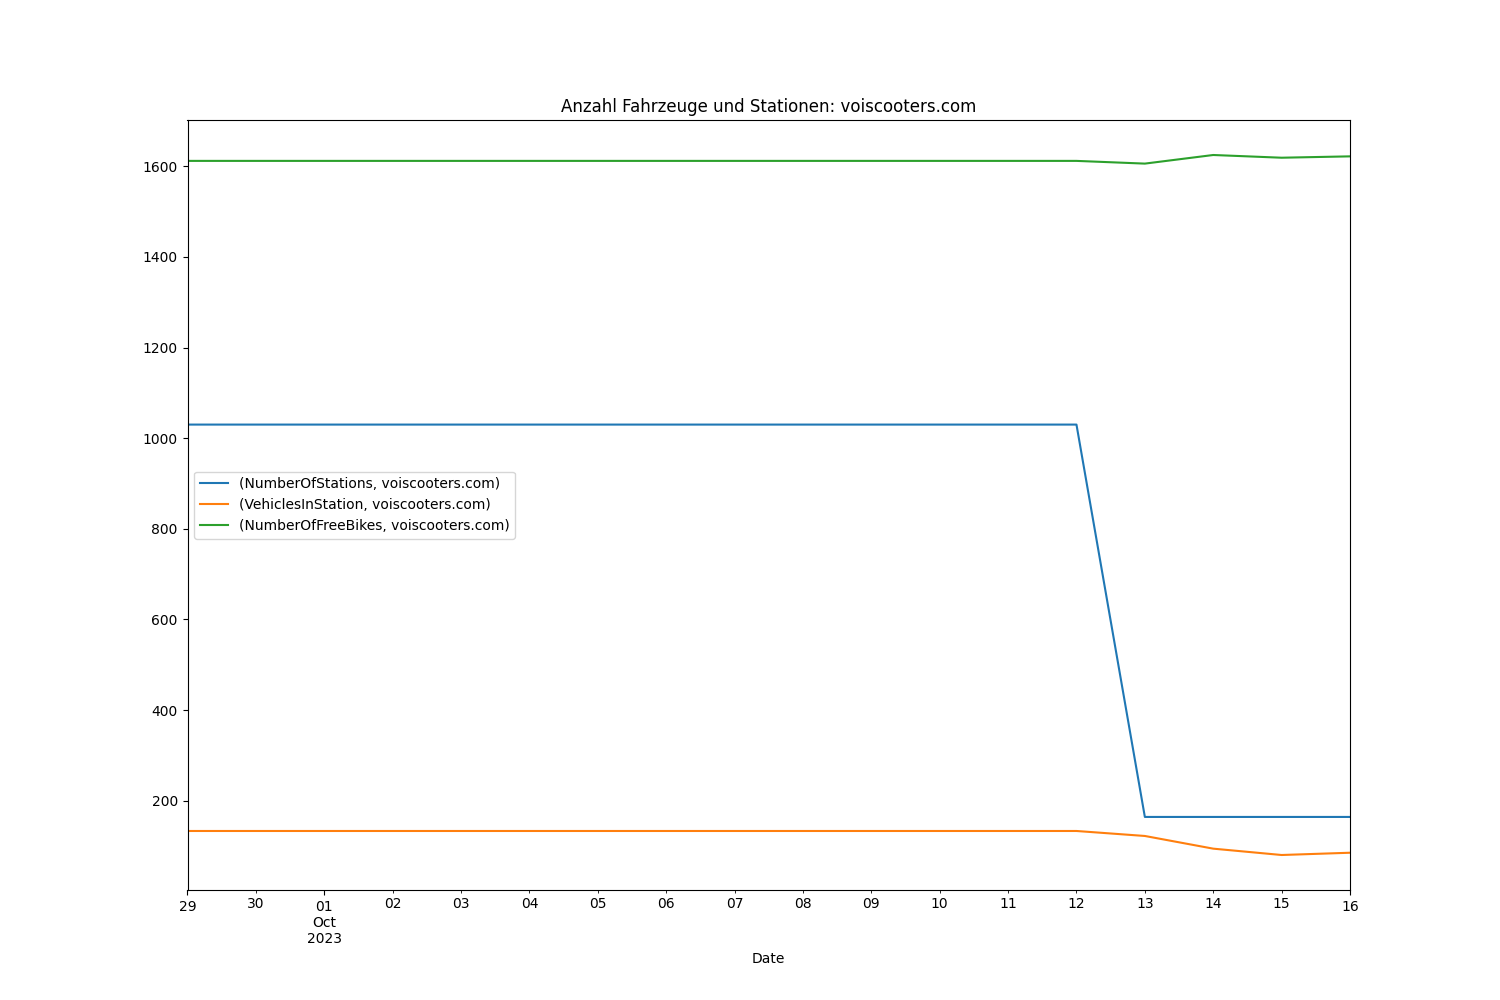 Anzahl Fahrzeuge und Stationen: voiscooters.com
1600
1400
1200
1000
800
600
400
200
(NumberOfStations, voiscooters.com)
(VehiclesInStation, voiscooters.com)
(NumberOfFreeBikes, voiscooters.com)
29 30 01 02 03 04 05 06 07 08 09 10 11 12 13 14 15 16
Oct
2023
Date